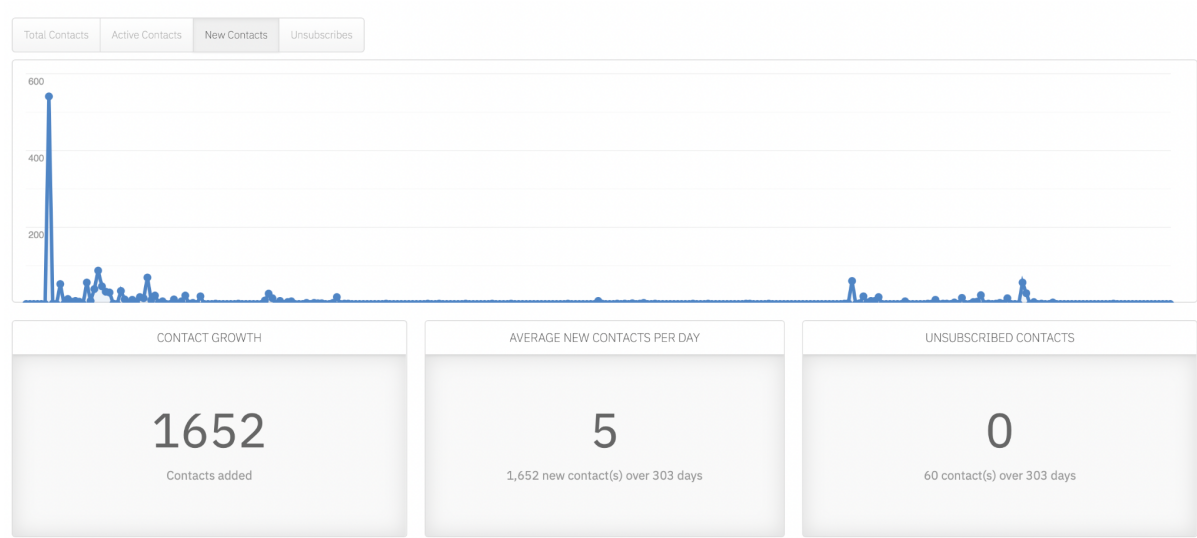 Total Contacts Active Contacts New Contacts Unsubscribes
600
400
200
CONTACT GROWTH AVERAGE NEW CONTACTS PER DAY UNSUBSCRIBED CONTACTS
1652 5 0
Contacts added 1,652 new contact(s) over 303 days 60 contact(s) over 303 days